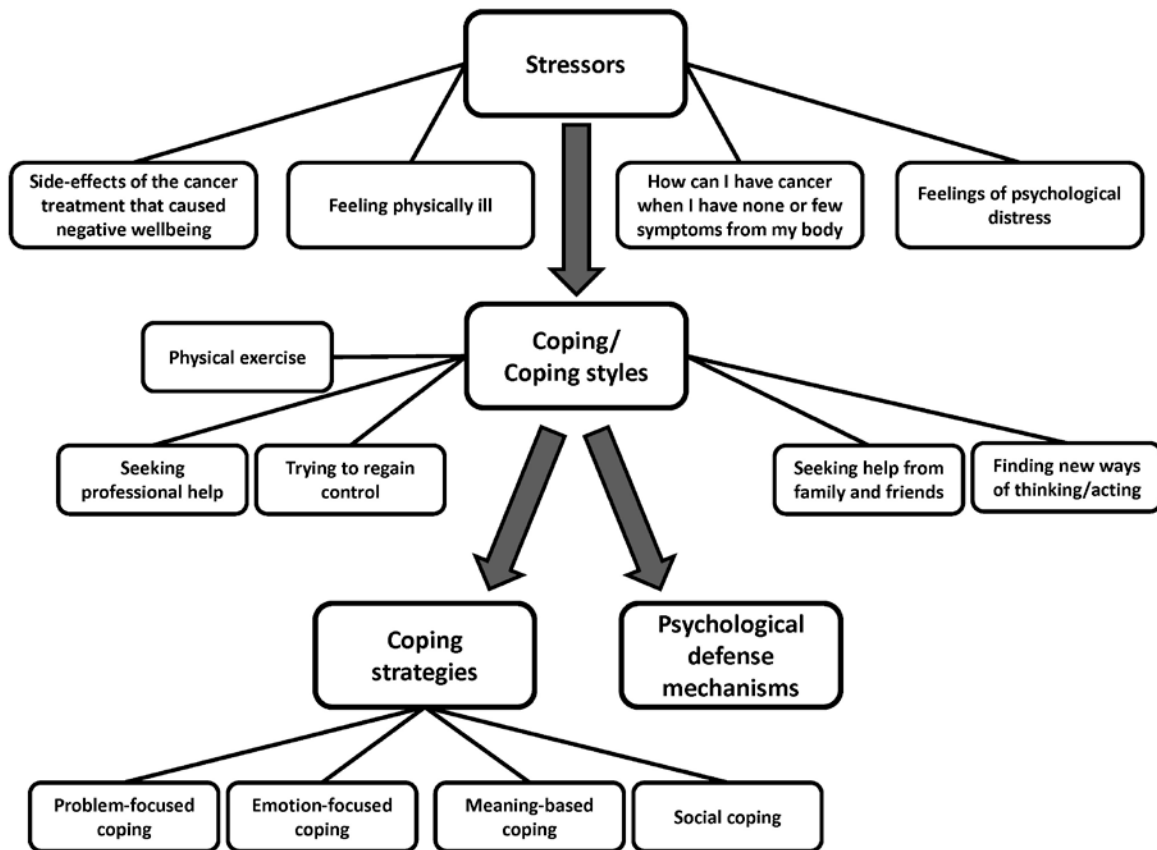 Stressors
Side-effects of the cancer
treatment that caused
negative wellbeing
Feeling physically ill
How can I have cancer
when I have none or few
symptoms from my body
Feelings of psychological
distress
Coping/
Coping styles
Physical exercise
Seeking
professional help
Trying to regain
control
Seeking help from
family and friends
Finding new ways
of thinking/acting
Coping
strategies
Psychological
defense
mechanisms
Problem-focused
coping
Emotion-focused
coping
Meaning-based
coping
Social coping